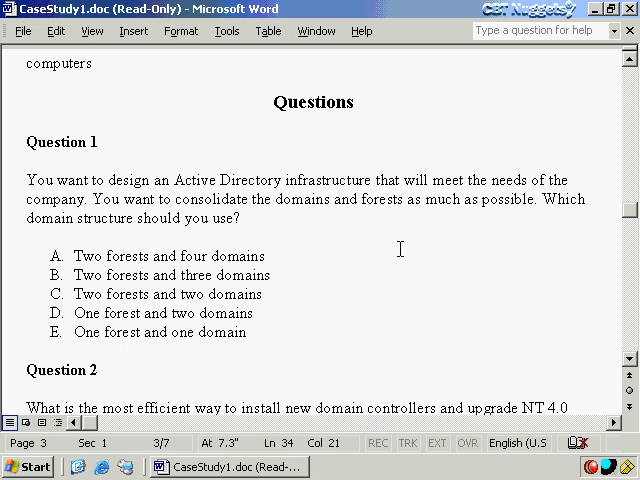 CaseStudy1.doc (Read-Only) - Microsoft Word
CBT Nuggets
File Edit View Insert Format Tools Table Window Help
Type a question for help
computers
Questions
Question 1
You want to design an Active Directory infrastructure that will meet the needs of the
company. You want to consolidate the domains and forests as much as possible. Which
domain structure should you use?
A. Two forests and four domains
B. Two forests and three domains
C. Two forests and two domains
D. One forest and two domains
E. One forest and one domain
Question 2
What is the most efficient way to install new domain controllers and upgrade NT 4.0
Page 3 Sec 1 3/7 At 7.3" Ln 34 Col 21 REC TRK EXT OVR English (U.S
Start CaseStudy1.doc (Read-...